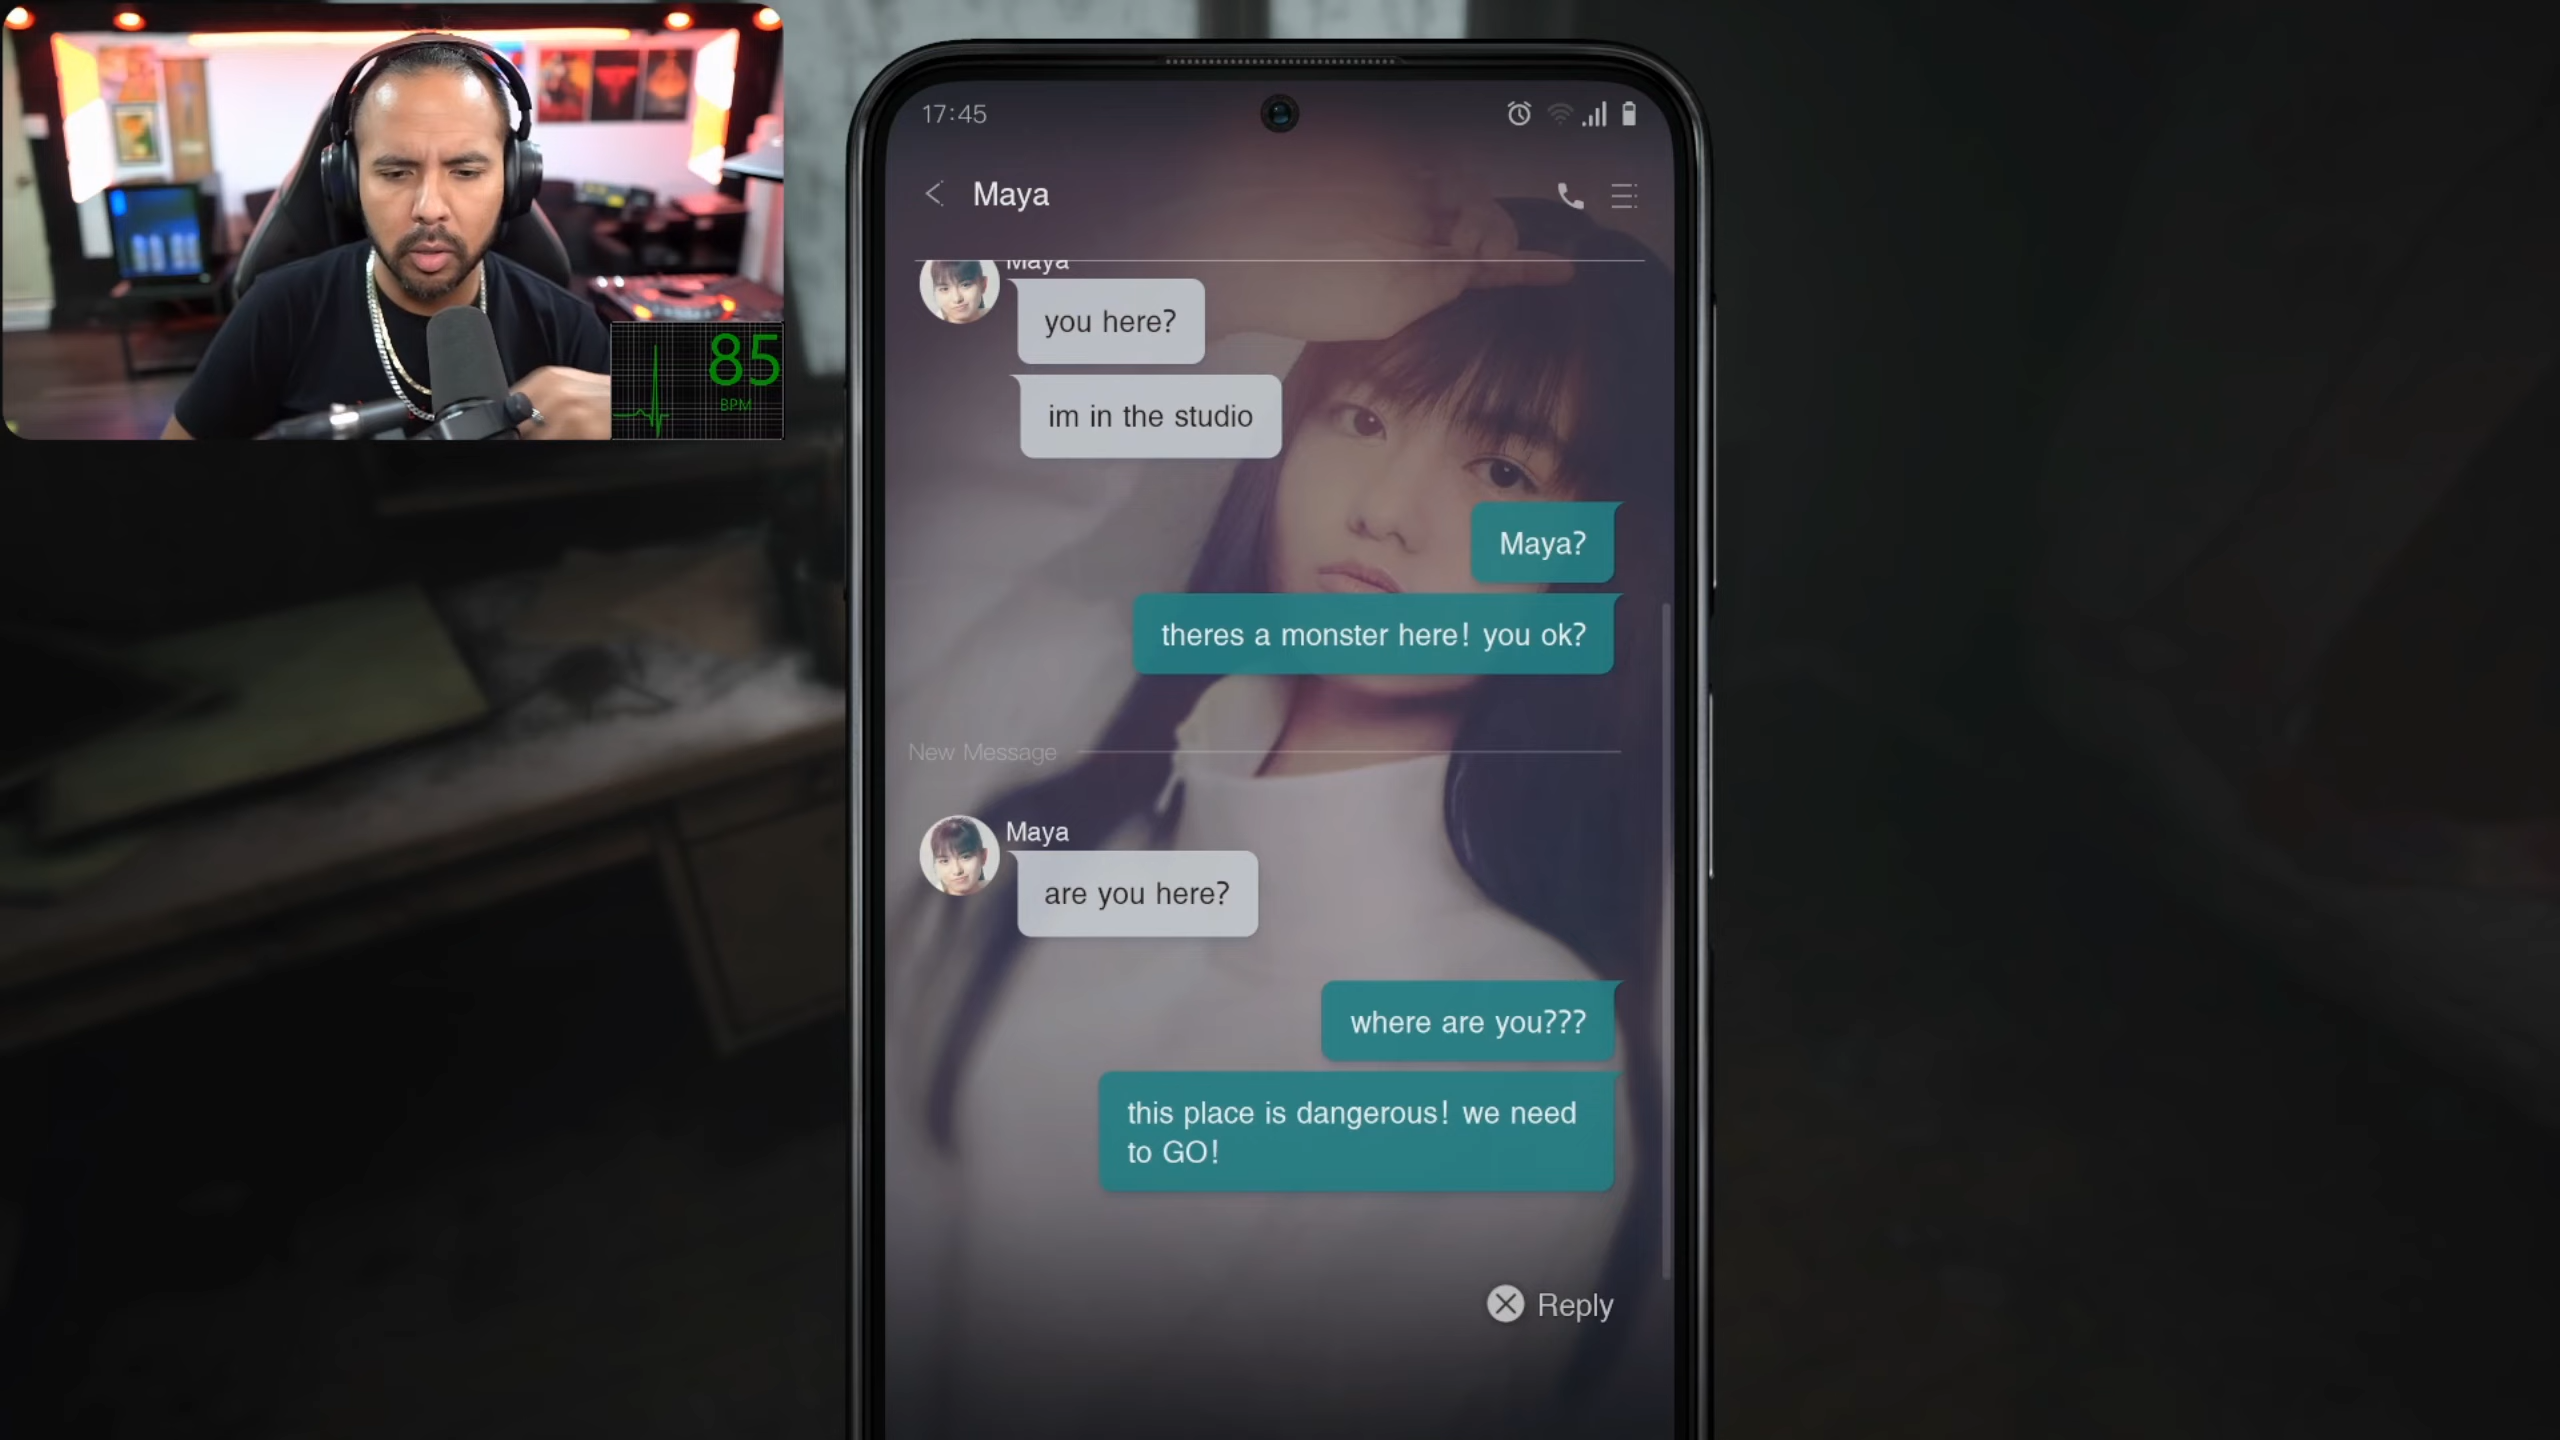 85
BPM
17:45
Maya
Maya
you here?
im in the studio
Maya?
theres a monster here! you ok?
New Message
Maya
are you here?
where are you???
this place is dangerous! we need
to GO!
Reply